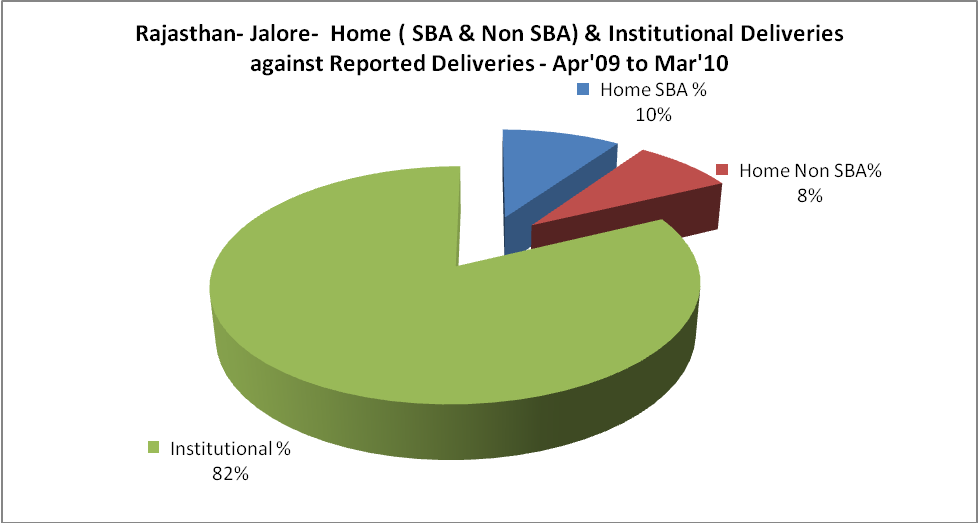 Rajasthan- Jalore-  Home ( SBA & Non SBA) & Institutional Deliveries
against Reported Deliveries - Apr'09 to Mar'10
Home SBA %
10%
Home Non SBA%
8%
Institutional %
82%